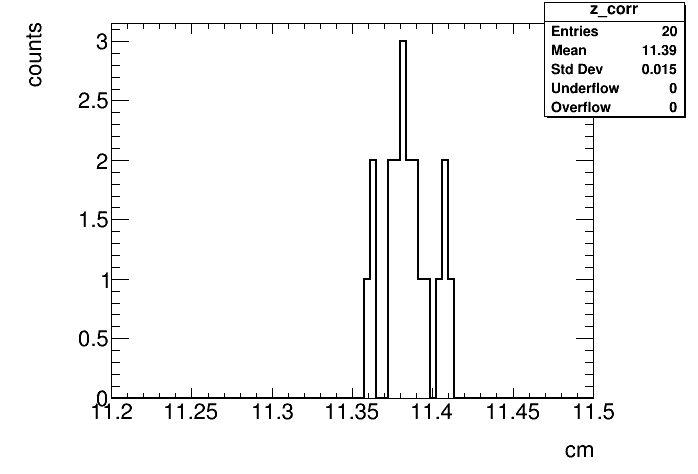 z_corr
Entries 20
Mean 11.39
Std Dev 0.015
Underflow 0
Overflow 0
counts
3
2.5
2
1.5
1
0.5
0
11.2 11.25 11.3 11.35 11.4 11.45 11.5
cm